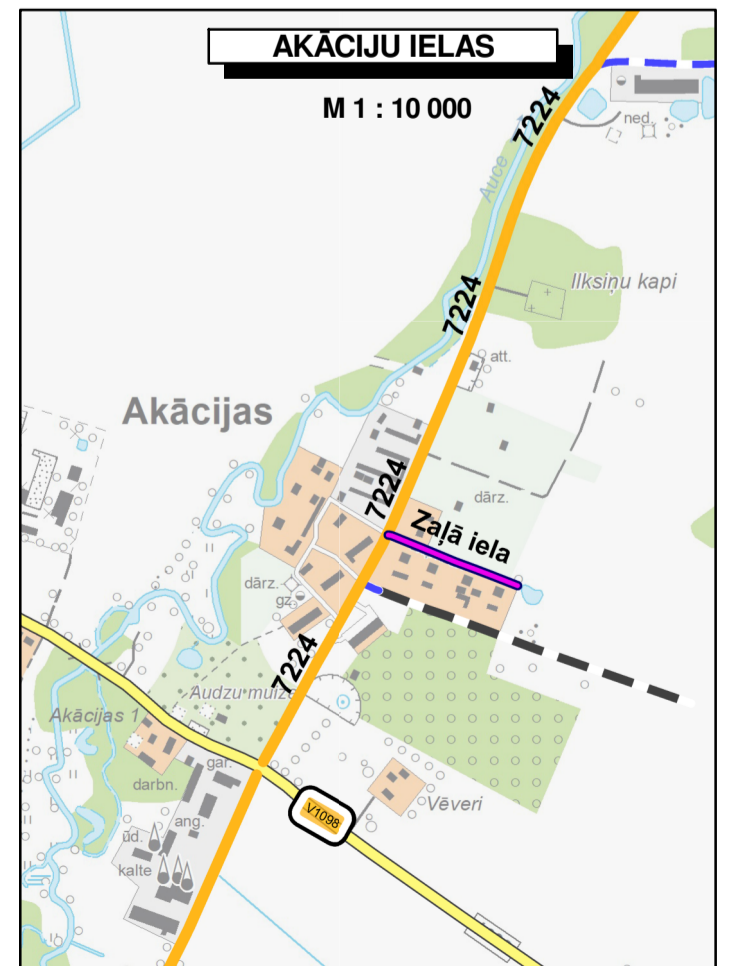 AKĀCIJU IELAS
M 1 : 10 000
7224
ned.
Auce
Ilksiņu kapi
7224
att.
Akācijas
7224
dārz.
Zaļā iela
dārz.
gz.
7224
Audzu muiža
Akācijas 1
gar.
darbn.
V1098
Vēveri
ang.
ūd.
kalte